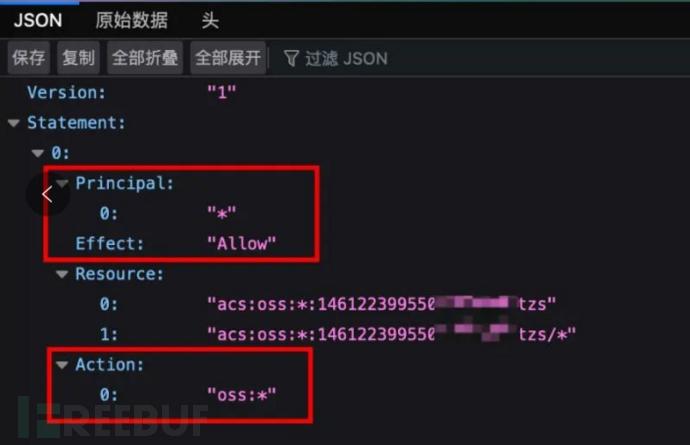 JSON 原始数据 头
保存 复制 全部折叠 全部展开 过滤 JSON
Version: "1"
Statement:
0:
Principal:
0: "*"
Effect: "Allow"
Resource:
0: "acs:oss:*:146122399550 tzs"
1: "acs:oss:*:146122399550 tzs/*"
Action:
0: "oss:*"
FREEBUF